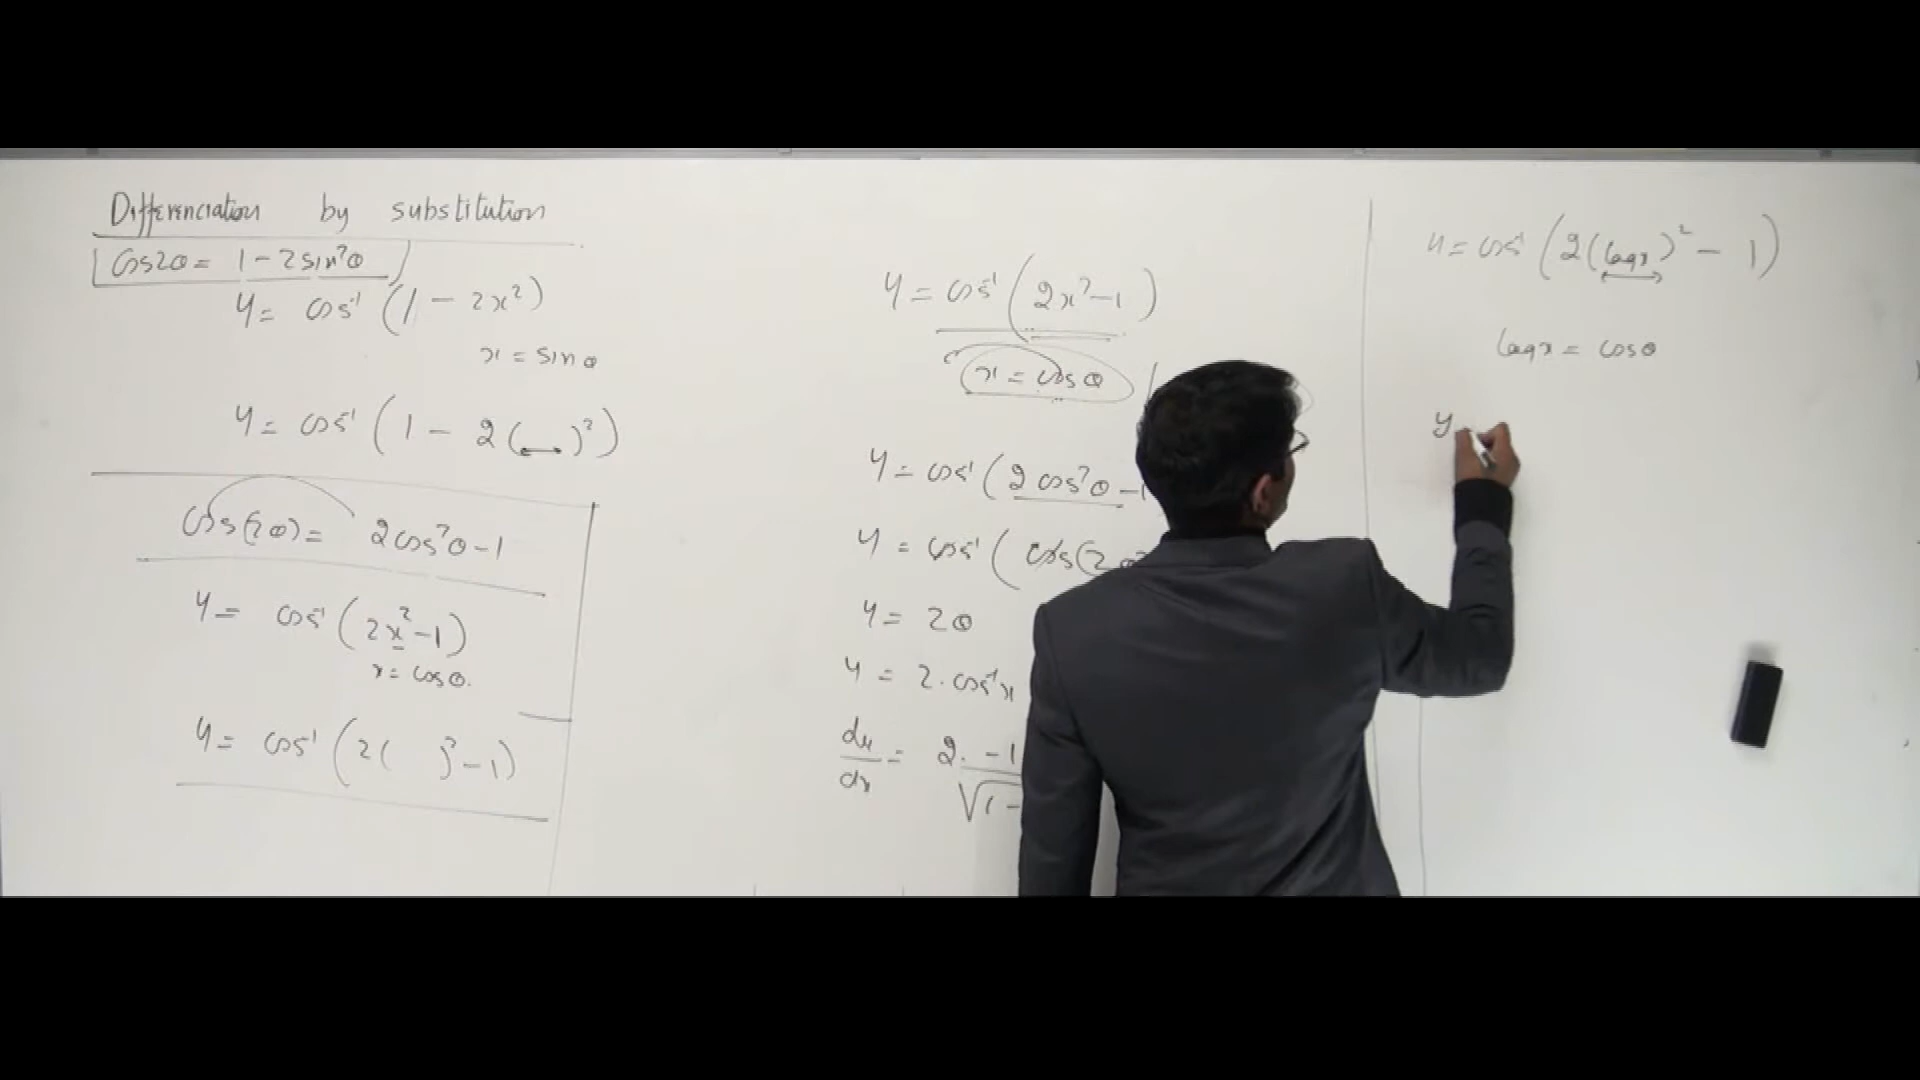 Differenciation by substitution
cos2θ = 1 - 2sin²θ
y = cos⁻¹ (1 - 2x²)
x = sinθ
y = cos⁻¹ (1 - 2( )²)
cos(2θ) = 2cos²θ - 1
y = cos⁻¹ (2x² - 1)
x = cosθ.
y = cos⁻¹ (2( )² - 1)
y = cos⁻¹ (2x² - 1)
x = cosθ
y = cos⁻¹ (2cos²θ - 1
y = cos⁻¹ (cos(2θ
y = 2θ
y = 2. cos⁻¹x
dy/dx = 2. -1/√1 -
y = cos⁻¹ (2(logx)² - 1)
logx = cosθ
y